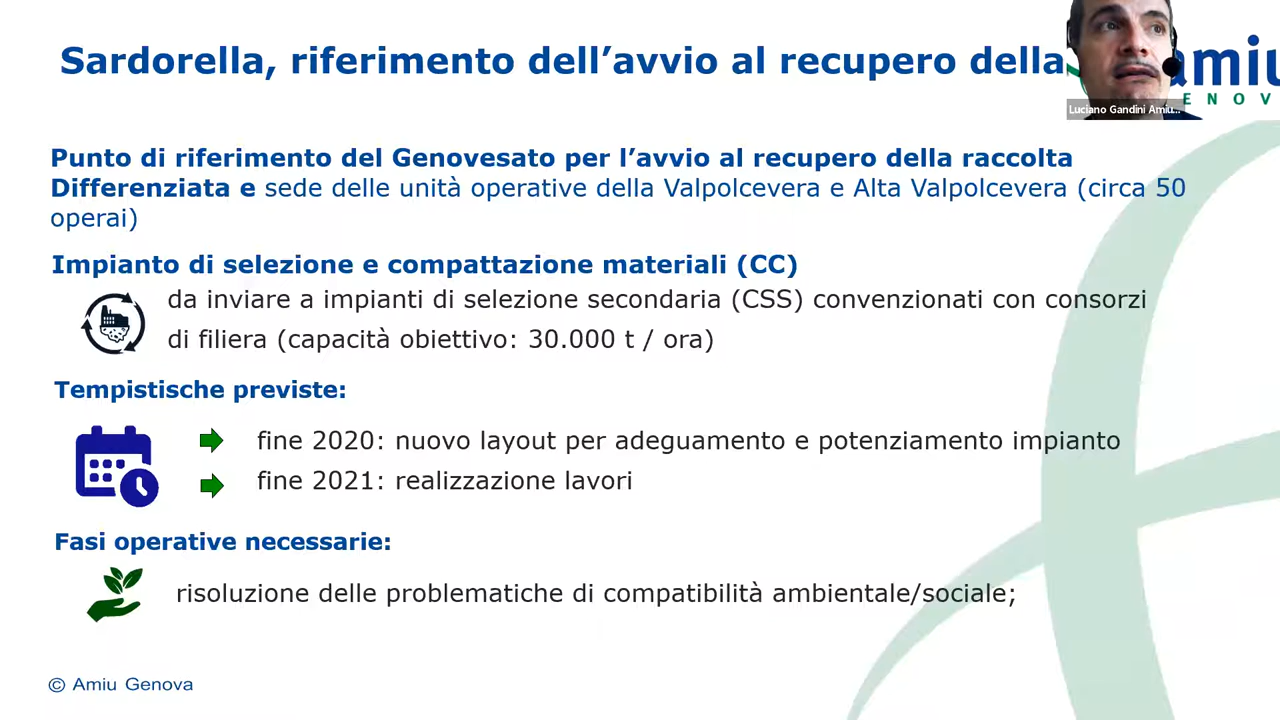 Sardorella, riferimento dell’avvio al recupero della
amiu
Luciano Gandini Amiu...
ENOV
Punto di riferimento del Genovesato per l’avvio al recupero della raccolta
Differenziata e sede delle unità operative della Valpolcevera e Alta Valpolcevera (circa 50
operai)
Impianto di selezione e compattazione materiali (CC)
da inviare a impianti di selezione secondaria (CSS) convenzionati con consorzi
di filiera (capacità obiettivo: 30.000 t / ora)
Tempistische previste:
fine 2020: nuovo layout per adeguamento e potenziamento impianto
fine 2021: realizzazione lavori
Fasi operative necessarie:
risoluzione delle problematiche di compatibilità ambientale/sociale;
© Amiu Genova